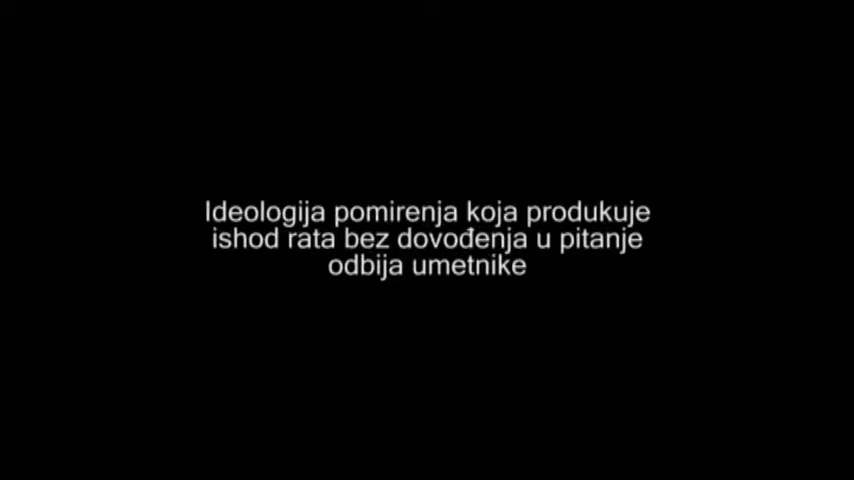 Ideologija pomirenja koja produkuje
ishod rata bez dovođenja u pitanje
odbija umetnike